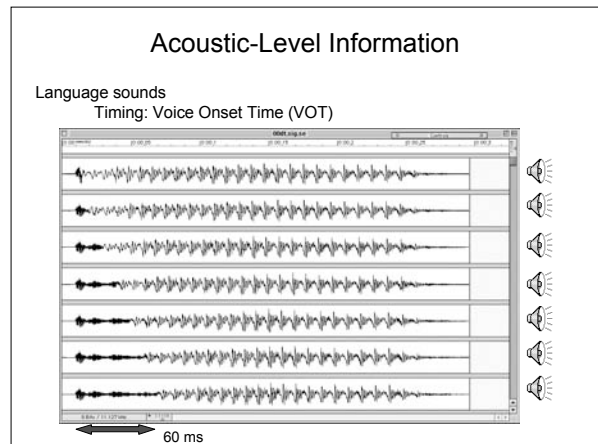 Acoustic-Level Information
Language sounds
Timing: Voice Onset Time (VOT)
60 ms